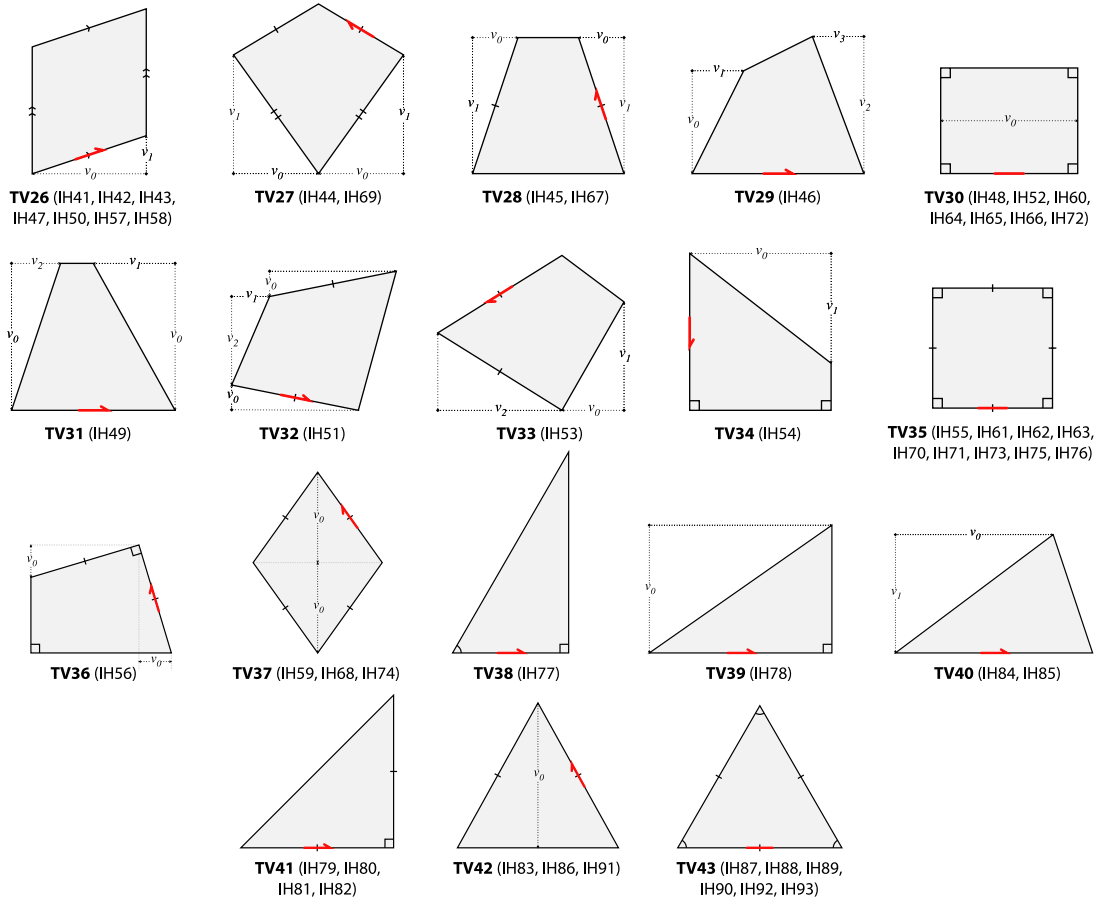 v₁
v₀
TV26 (IH41, IH42, IH43,
IH47, IH50, IH57, IH58)
v₁
v₁
v₀
v₀
TV27 (IH44, IH69)
v₀
v₀
v₁
v₁
TV28 (IH45, IH67)
v₃
v₁
v₀
v₂
TV29 (IH46)
v₀
TV30 (IH48, IH52, IH60,
IH64, IH65, IH66, IH72)
v₂
v₁
v₀
v₀
TV31 (IH49)
v₀
v₁
v₂
v₀
TV32 (IH51)
v₁
v₂
v₀
TV33 (IH53)
v₀
v₁
TV34 (IH54)
TV35 (IH55, IH61, IH62, IH63,
IH70, IH71, IH73, IH75, IH76)
v₀
v₀
TV36 (IH56)
v₀
v₀
TV37 (IH59, IH68, IH74)
TV38 (IH77)
v₀
TV39 (IH78)
v₀
v₁
TV40 (IH84, IH85)
TV41 (IH79, IH80,
IH81, IH82)
v₀
TV42 (IH83, IH86, IH91)
TV43 (IH87, IH88, IH89,
IH90, IH92, IH93)